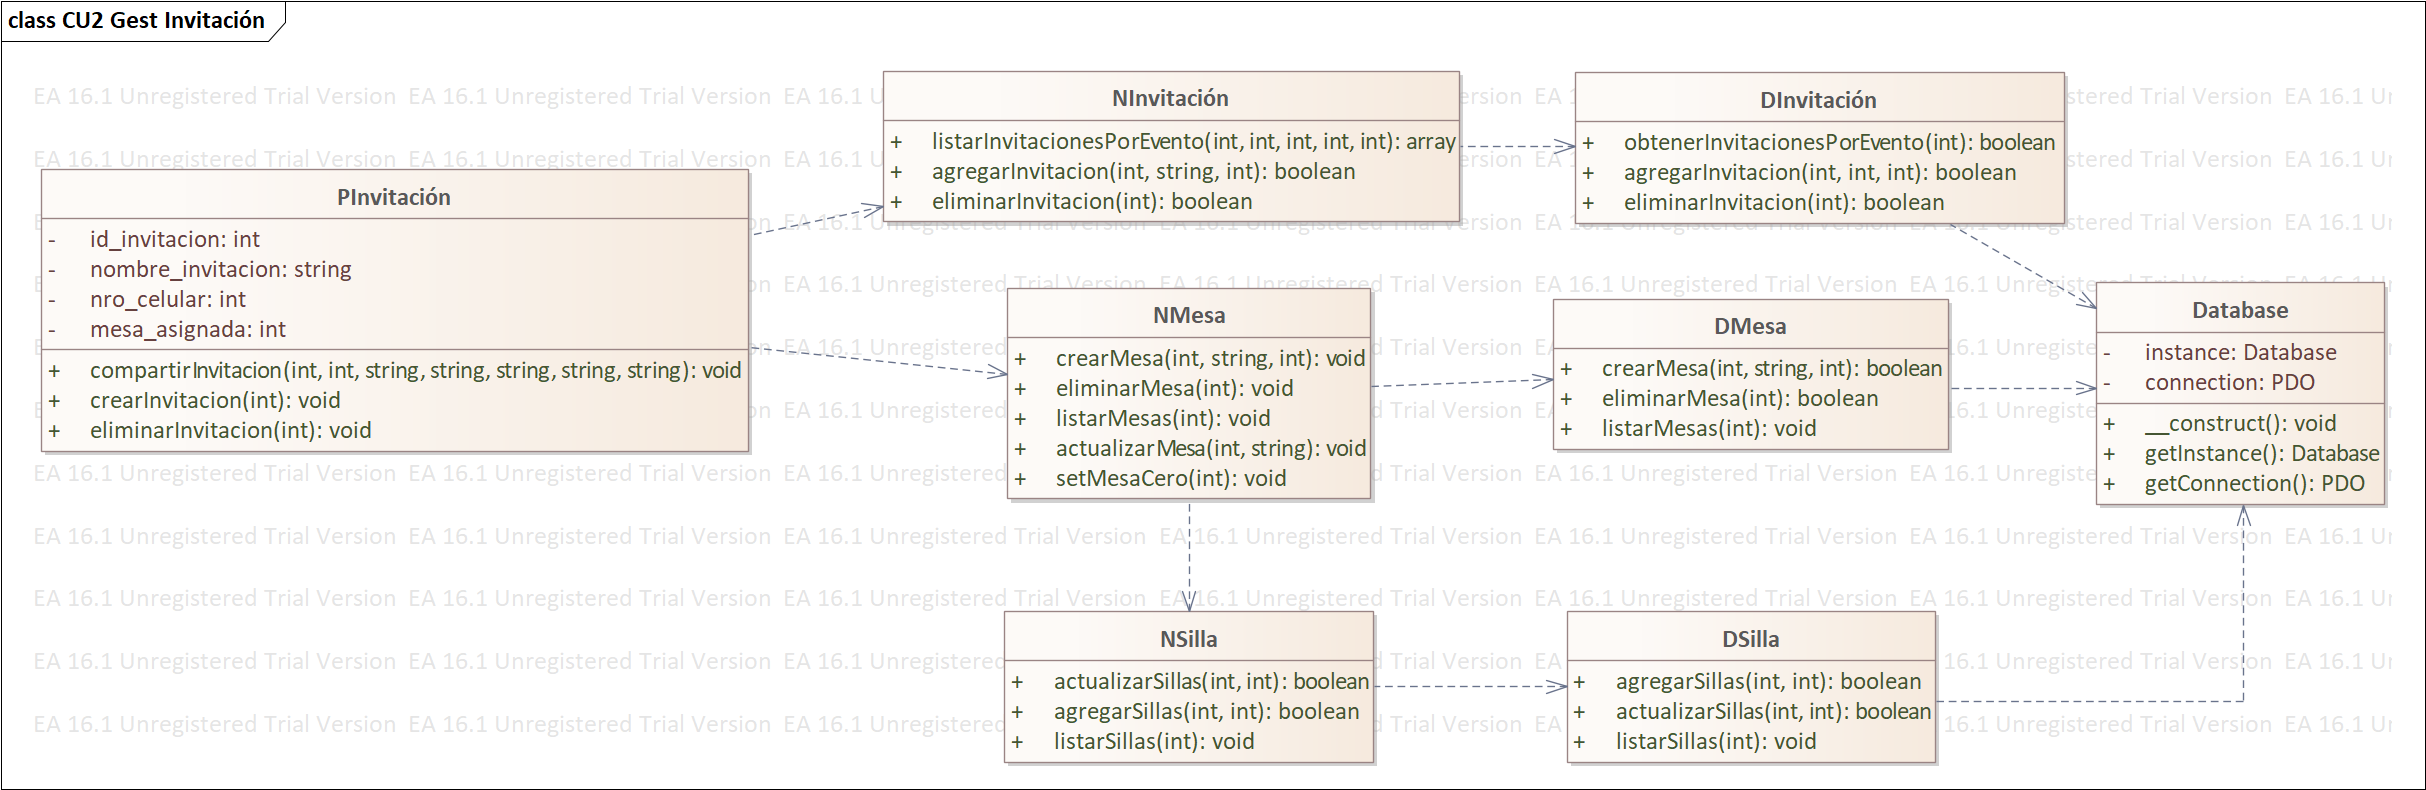 class CU2 Gest Invitación
PInvitación
- id_invitacion: int
- nombre_invitacion: string
- nro_celular: int
- mesa_asignada: int
+ compartirInvitacion(int, int, string, string, string, string, string): void
+ crearInvitacion(int): void
+ eliminarInvitacion(int): void
NInvitación
+ listarInvitacionesPorEvento(int, int, int, int, int): array
+ agregarInvitacion(int, string, int): boolean
+ eliminarInvitacion(int): boolean
DInvitación
+ obtenerInvitacionesPorEvento(int): boolean
+ agregarInvitacion(int, int, int): boolean
+ eliminarInvitacion(int): boolean
NMesa
+ crearMesa(int, string, int): void
+ eliminarMesa(int): void
+ listarMesas(int): void
+ actualizarMesa(int, string): void
+ setMesaCero(int): void
DMesa
+ crearMesa(int, string, int): boolean
+ eliminarMesa(int): boolean
+ listarMesas(int): void
Database
- instance: Database
- connection: PDO
+ __construct(): void
+ getInstance(): Database
+ getConnection(): PDO
NSilla
+ actualizarSillas(int, int): boolean
+ agregarSillas(int, int): boolean
+ listarSillas(int): void
DSilla
+ agregarSillas(int, int): boolean
+ actualizarSillas(int, int): boolean
+ listarSillas(int): void
EA 16.1 Unregistered Trial Version